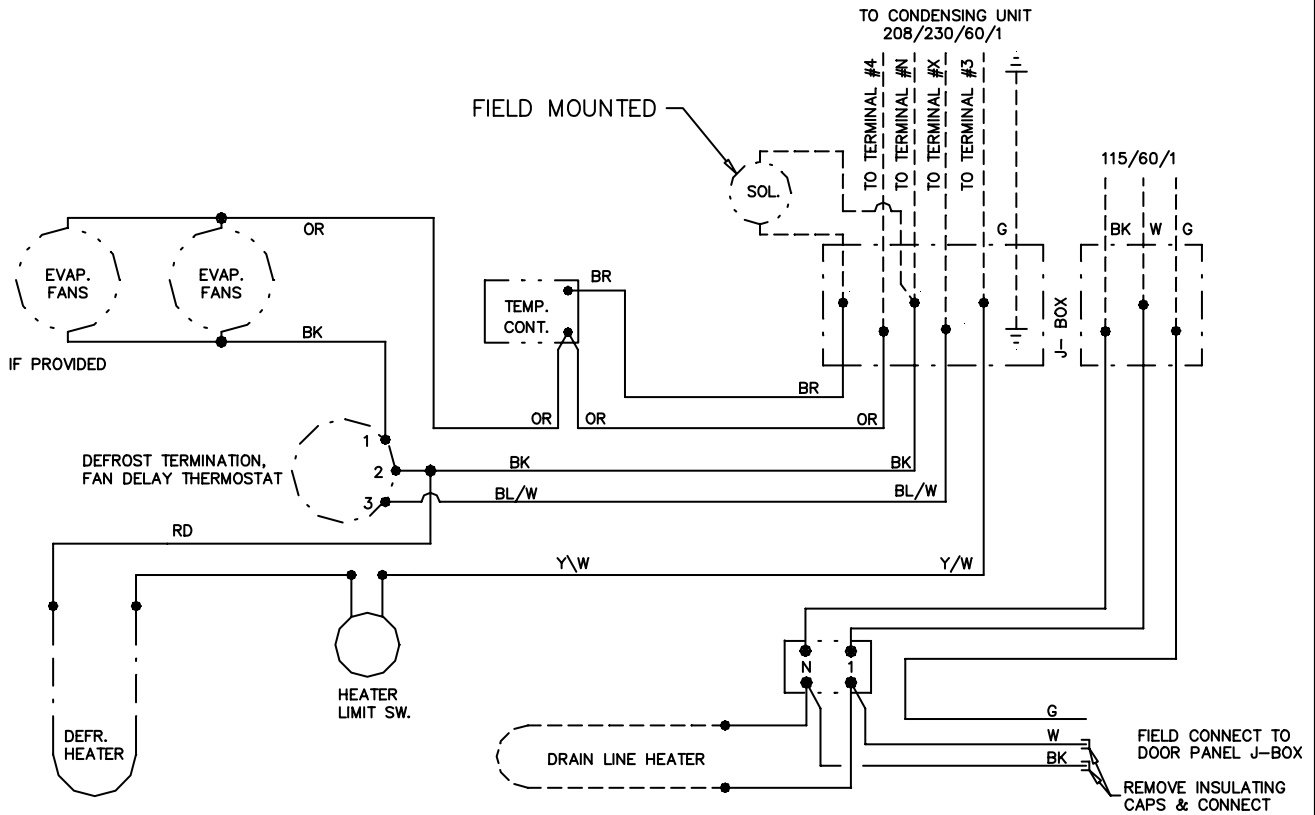 TO CONDENSING UNIT
208/230/60/1
TO TERMINAL #4
TO TERMINAL #N
TO TERMINAL #X
TO TERMINAL #3
FIELD MOUNTED
SOL.
115/60/1
G
BK
W
G
OR
EVAP.
FANS
EVAP.
FANS
BK
IF PROVIDED
BR
TEMP.
CONT.
J- BOX
BR
OR
OR
OR
1
DEFROST TERMINATION,
FAN DELAY THERMOSTAT
2
3
BK
BK
BL/W
BL/W
RD
Y\W
Y/W
N
1
HEATER
LIMIT SW.
DEFR.
HEATER
DRAIN LINE HEATER
G
W
BK
FIELD CONNECT TO
DOOR PANEL J-BOX
REMOVE INSULATING
CAPS & CONNECT